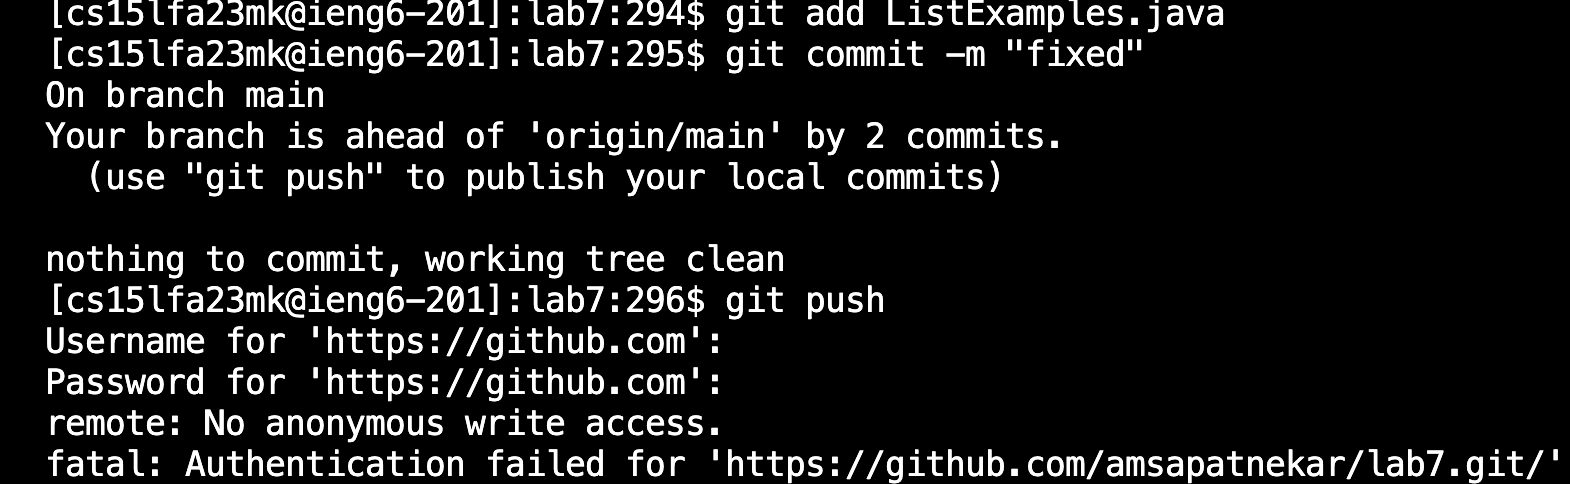 [cs15lfa23mk@ieng6-201]:lab7:294$ git add ListExamples.java
[cs15lfa23mk@ieng6-201]:lab7:295$ git commit -m "fixed"
On branch main
Your branch is ahead of 'origin/main' by 2 commits.
  (use "git push" to publish your local commits)

nothing to commit, working tree clean
[cs15lfa23mk@ieng6-201]:lab7:296$ git push
Username for 'https://github.com':
Password for 'https://github.com':
remote: No anonymous write access.
fatal: Authentication failed for 'https://github.com/amsapatnekar/lab7.git/'